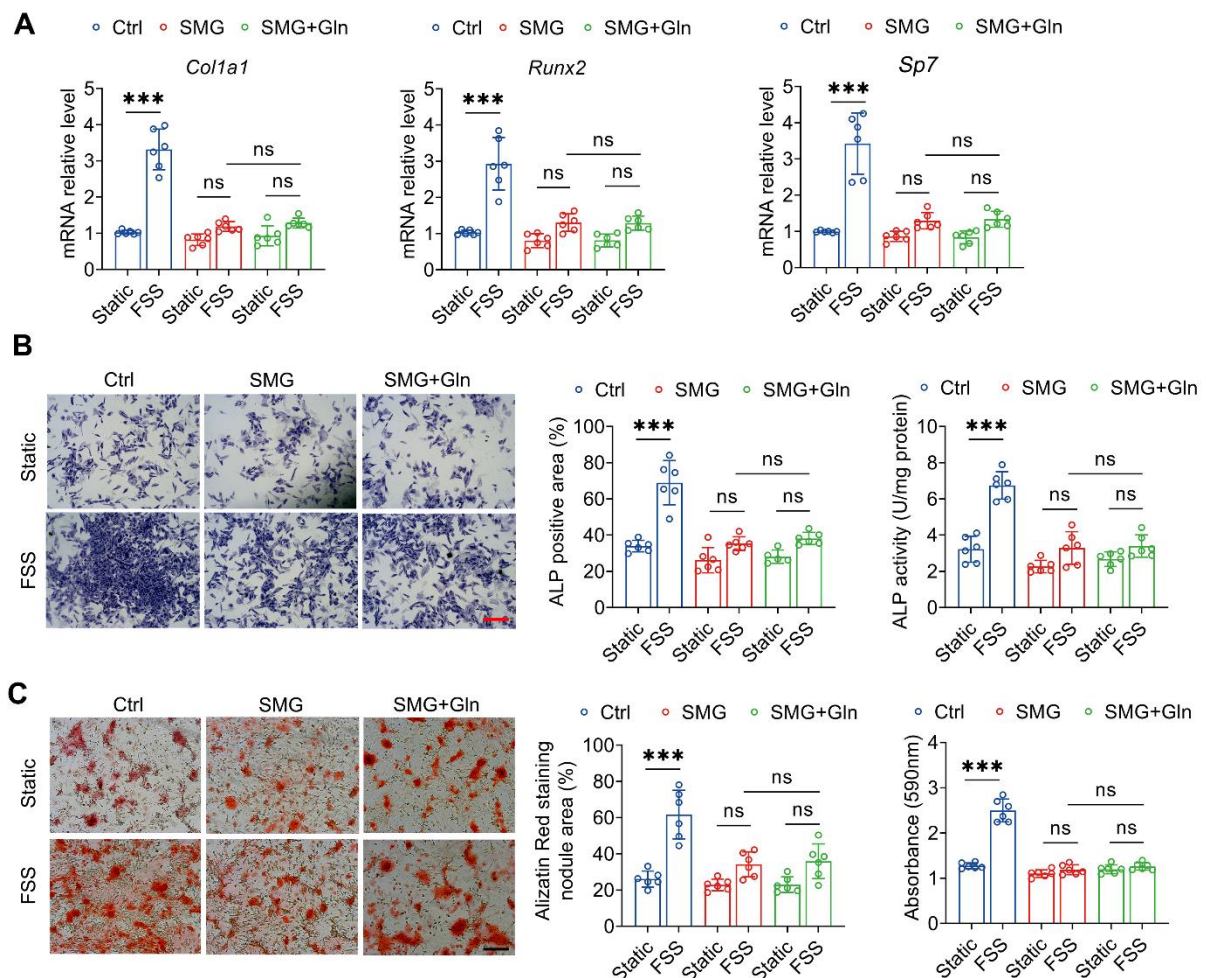 A
Ctrl SMG SMG+Gln
Col1a1
mRNA relative level
5
4
3
2
1
0
***
ns
ns
ns
Static FSS Static FSS Static FSS
Ctrl SMG SMG+Gln
Runx2
mRNA relative level
5
4
3
2
1
0
***
ns
ns
ns
Static FSS Static FSS Static FSS
Ctrl SMG SMG+Gln
Sp7
mRNA relative level
5
4
3
2
1
0
***
ns
ns
ns
Static FSS Static FSS Static FSS
B
Ctrl SMG SMG+Gln
Static
FSS
Ctrl SMG SMG+Gln
ALP positive area (%)
100
80
60
40
20
0
***
ns
ns
ns
Static FSS Static FSS Static FSS
Ctrl SMG SMG+Gln
ALP activity (U/mg protein)
10
8
6
4
2
0
***
ns
ns
ns
Static FSS Static FSS Static FSS
C
Ctrl SMG SMG+Gln
Static
FSS
Ctrl SMG SMG+Gln
Alizatin Red staining
nodule area (%)
100
80
60
40
20
0
***
ns
ns
ns
Static FSS Static FSS Static FSS
Ctrl SMG SMG+Gln
Absorbance (590nm)
4
3
2
1
0
***
ns
ns
ns
Static FSS Static FSS Static FSS